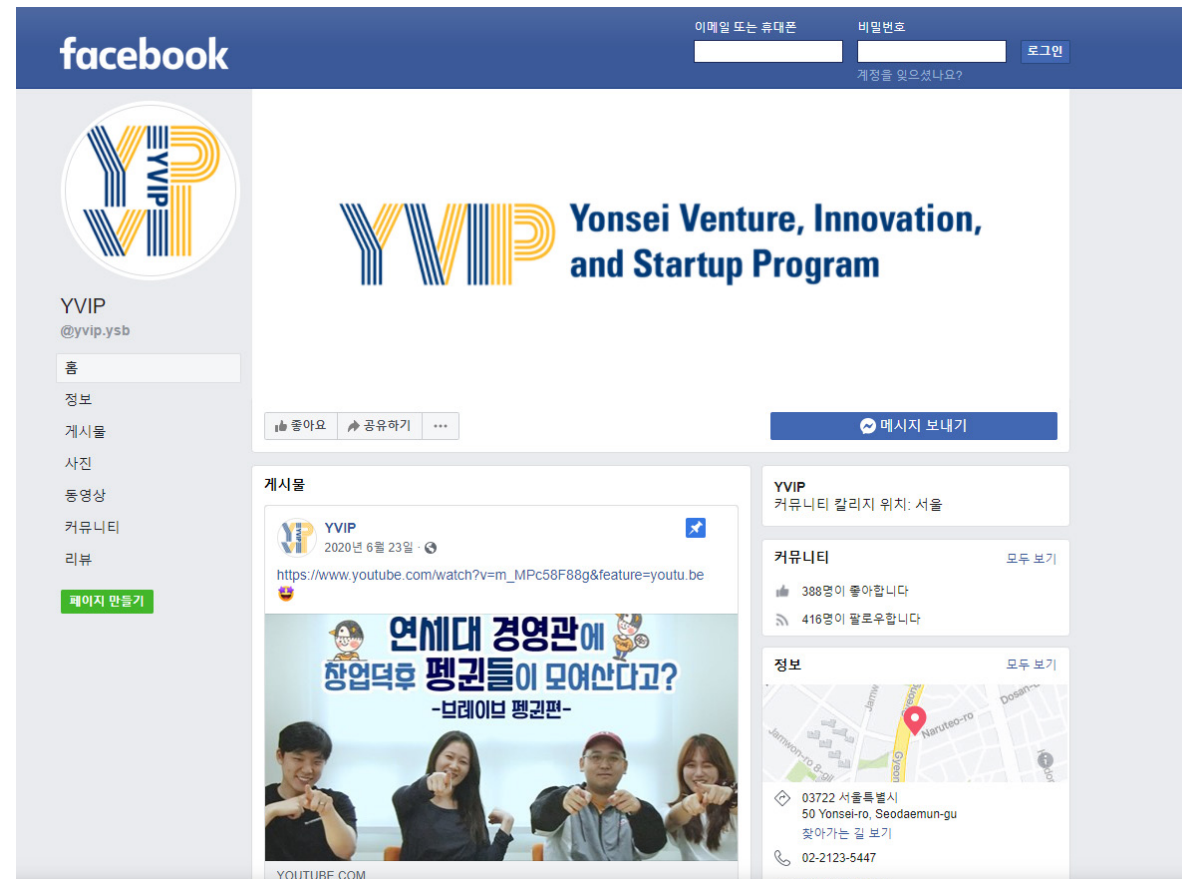 facebook
이메일 또는 휴대폰
비밀번호
로그인
계정을 잊으셨나요?
YVIP
YVIP
@yvip.ysb
홈
정보
게시물
사진
동영상
커뮤니티
리뷰
페이지 만들기
YVIP Yonsei Venture, Innovation,
and Startup Program
좋아요 공유하기 ...
메시지 보내기
게시물
YVIP
2020년 6월 23일 ·
https://www.youtube.com/watch?v=m_MPc58F88g&feature=youtu.be
연세대 경영관에
창업덕후 펭귄들이 모여산다고?
-브레이브 펭귄편-
YOUTUBE.COM
YVIP
커뮤니티 칼리지 위치: 서울
커뮤니티 모두 보기
388명이 좋아합니다
416명이 팔로우합니다
정보 모두 보기
Dosan-
Naruteo-ro
Jamwon-ro 8-gil
Gyeon
03722 서울특별시
50 Yonsei-ro, Seodaemun-gu
찾아가는 길 보기
02-2123-5447